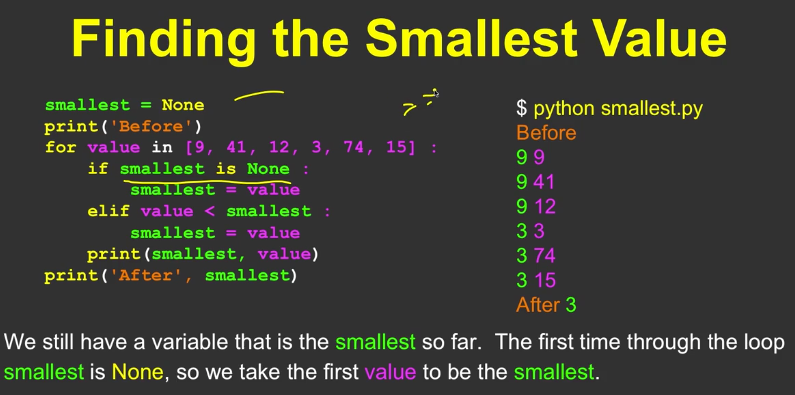 Finding the Smallest Value
smallest = None
print('Before')
for value in [9, 41, 12, 3, 74, 15] :
    if smallest is None :
        smallest = value
    elif value < smallest :
        smallest = value
    print(smallest, value)
print('After', smallest)
$ python smallest.py
Before
9 9
9 41
9 12
3 3
3 74
3 15
After 3
We still have a variable that is the smallest so far.  The first time through the loop
smallest is None, so we take the first value to be the smallest.